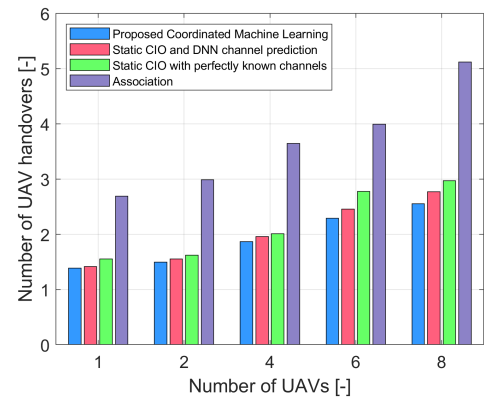 Proposed Coordinated Machine Learning
Static CIO and DNN channel prediction
Static CIO with perfectly known channels
Association
Number of UAV handovers [-]
6
5
4
3
2
1
0
1 2 4 6 8
Number of UAVs [-]